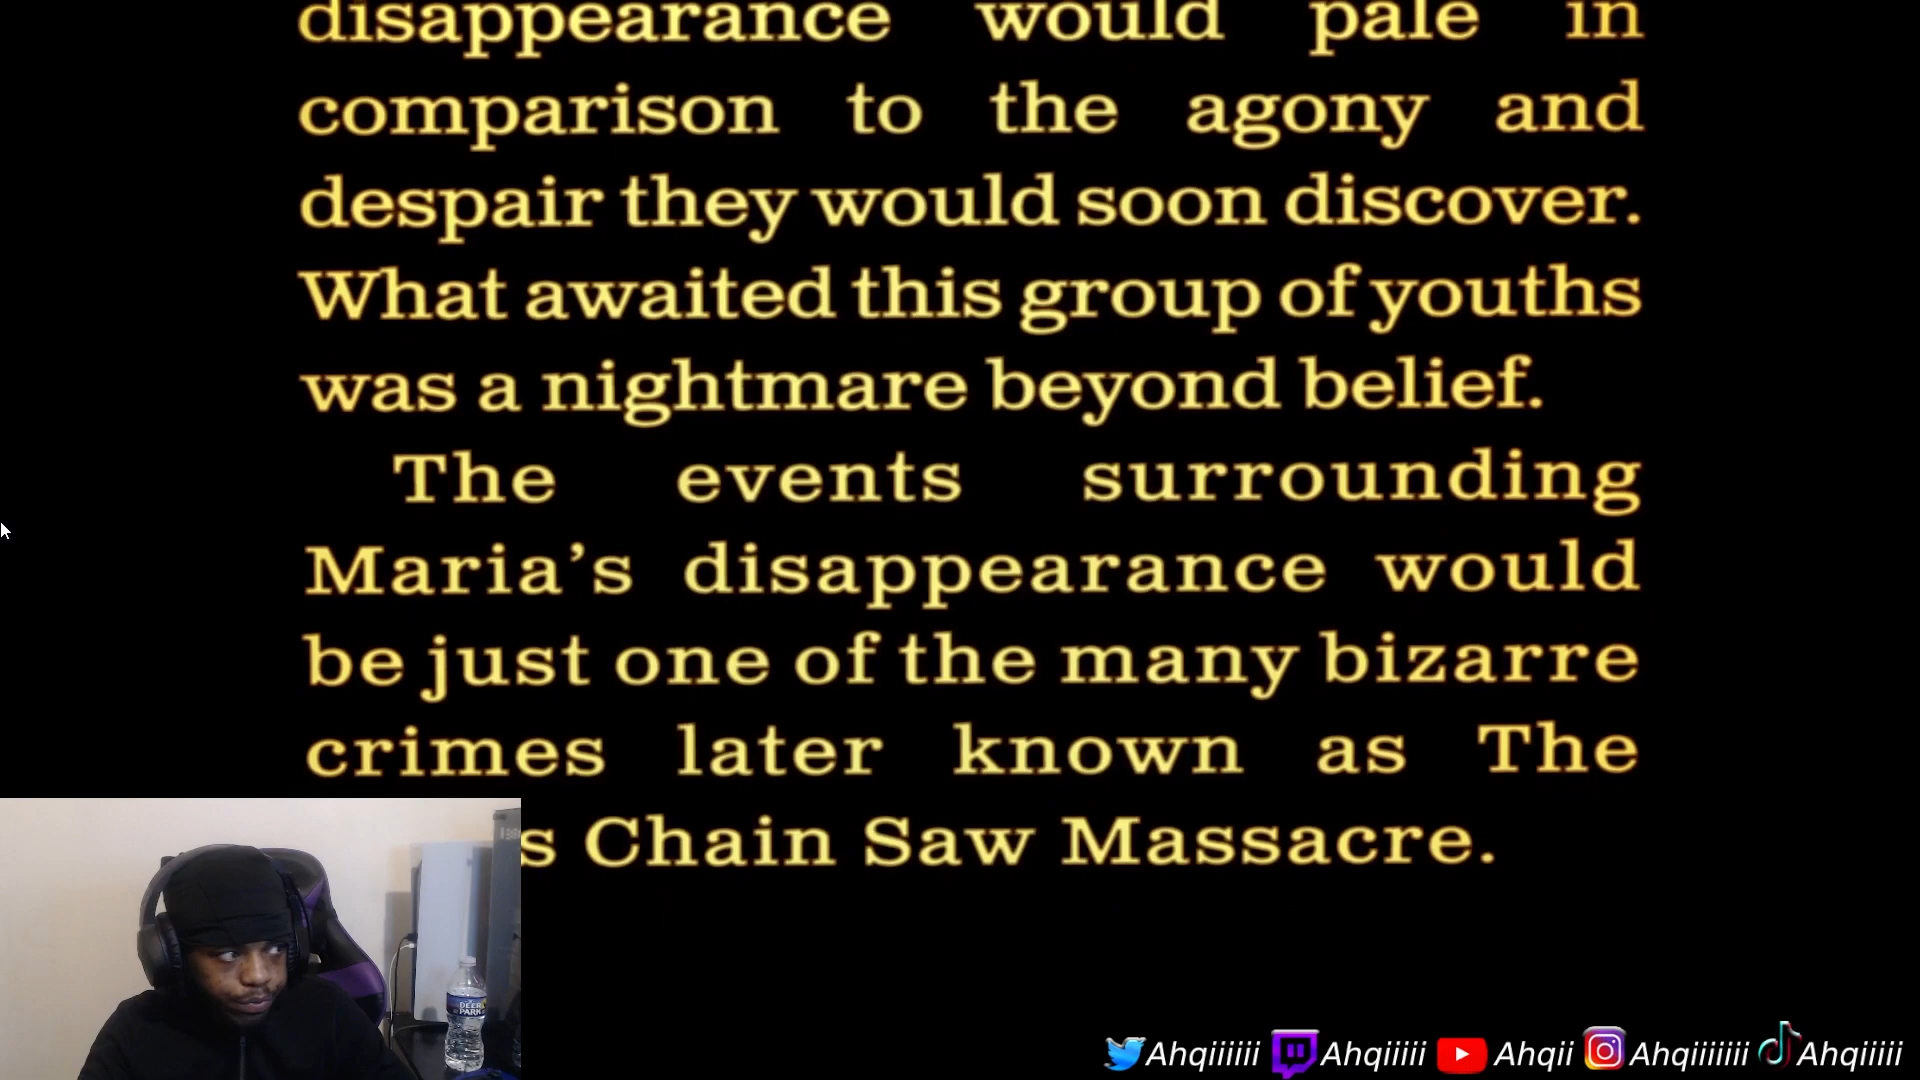 disappearance would pale in
comparison to the agony and
despair they would soon discover.
What awaited this group of youths
was a nightmare beyond belief.
The events surrounding
Maria's disappearance would
be just one of the many bizarre
crimes later known as The
s Chain Saw Massacre.
DEER
PARK
Ahqiiiiii Ahqiiiii Ahqii Ahqiiiiiii Ahqiiiii